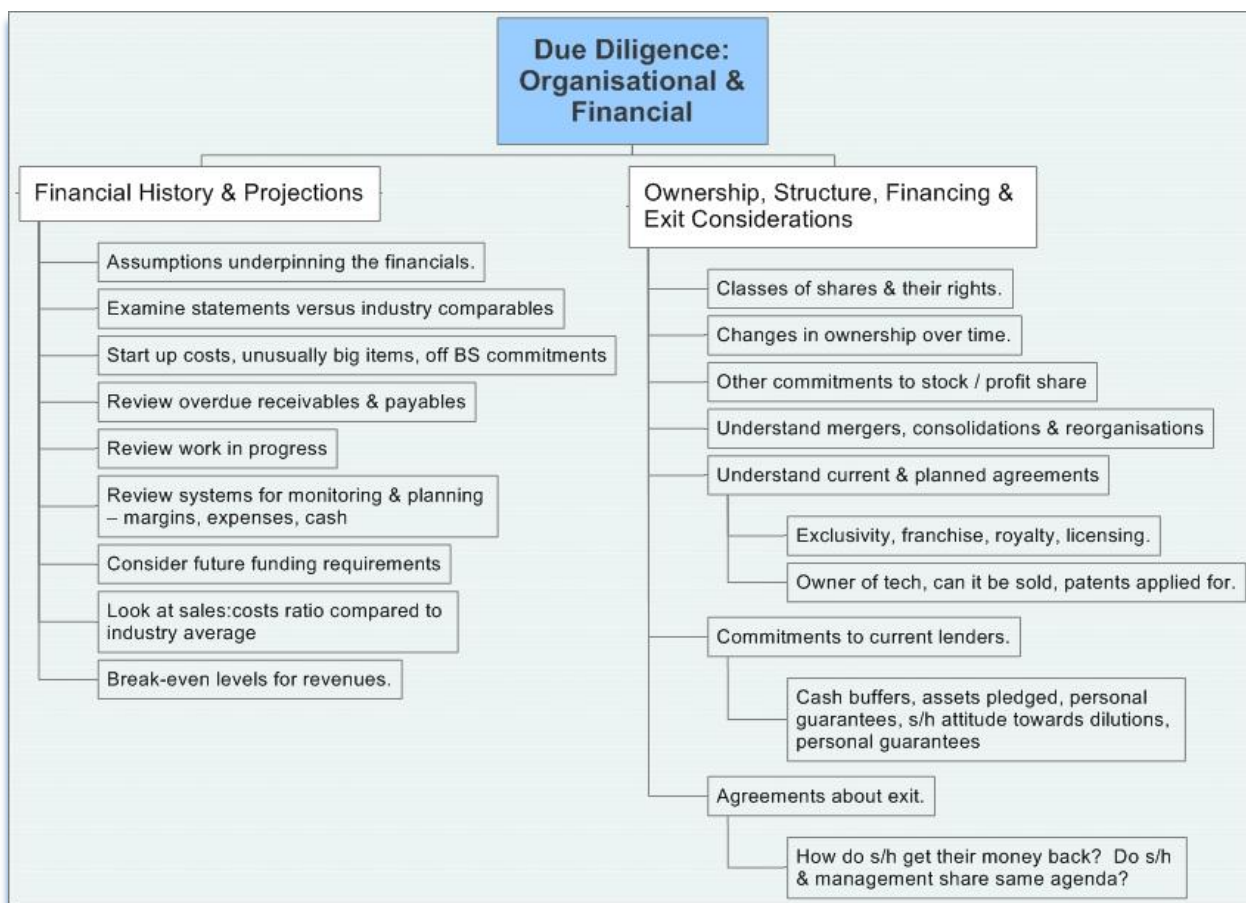 Due Diligence:
Organisational &
Financial
Financial History & Projections
Assumptions underpinning the financials.
Examine statements versus industry comparables
Start up costs, unusually big items, off BS commitments
Review overdue receivables & payables
Review work in progress
Review systems for monitoring & planning
– margins, expenses, cash
Consider future funding requirements
Look at sales:costs ratio compared to
industry average
Break-even levels for revenues.
Ownership, Structure, Financing &
Exit Considerations
Classes of shares & their rights.
Changes in ownership over time.
Other commitments to stock / profit share
Understand mergers, consolidations & reorganisations
Understand current & planned agreements
Exclusivity, franchise, royalty, licensing.
Owner of tech, can it be sold, patents applied for.
Commitments to current lenders.
Cash buffers, assets pledged, personal
guarantees, s/h attitude towards dilutions,
personal guarantees
Agreements about exit.
How do s/h get their money back?  Do s/h
& management share same agenda?